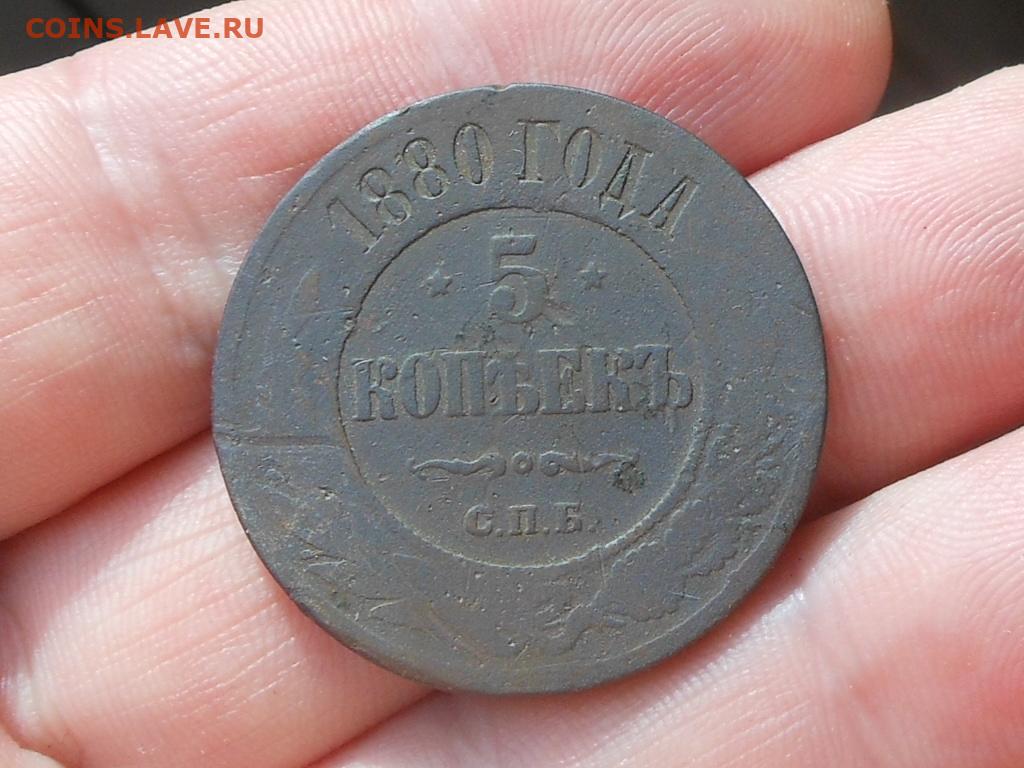 COINS.LAVE.RU
1880 ГОДА
5
КОПѢЕКЪ
С.П.Б.